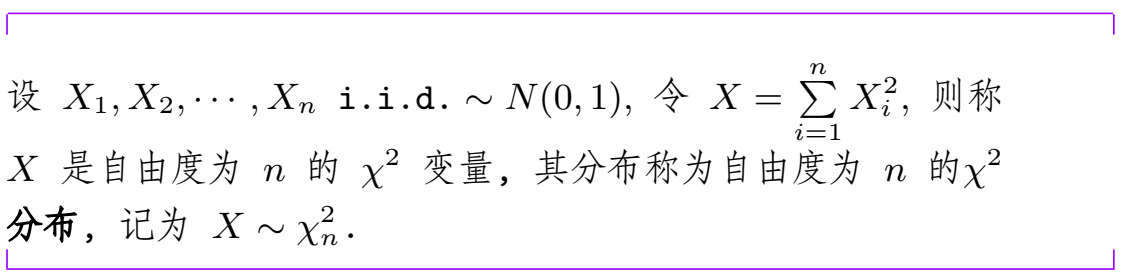 设 $X_1, X_2, \cdots, X_n$ i.i.d. $\sim N(0,1)$, 令 $X = \sum_{i=1}^{n} X_i^2$, 则称
$X$ 是自由度为 $n$ 的 $\chi^2$ 变量，其分布称为自由度为 $n$ 的$\chi^2$
分布，记为 $X \sim \chi_n^2$.